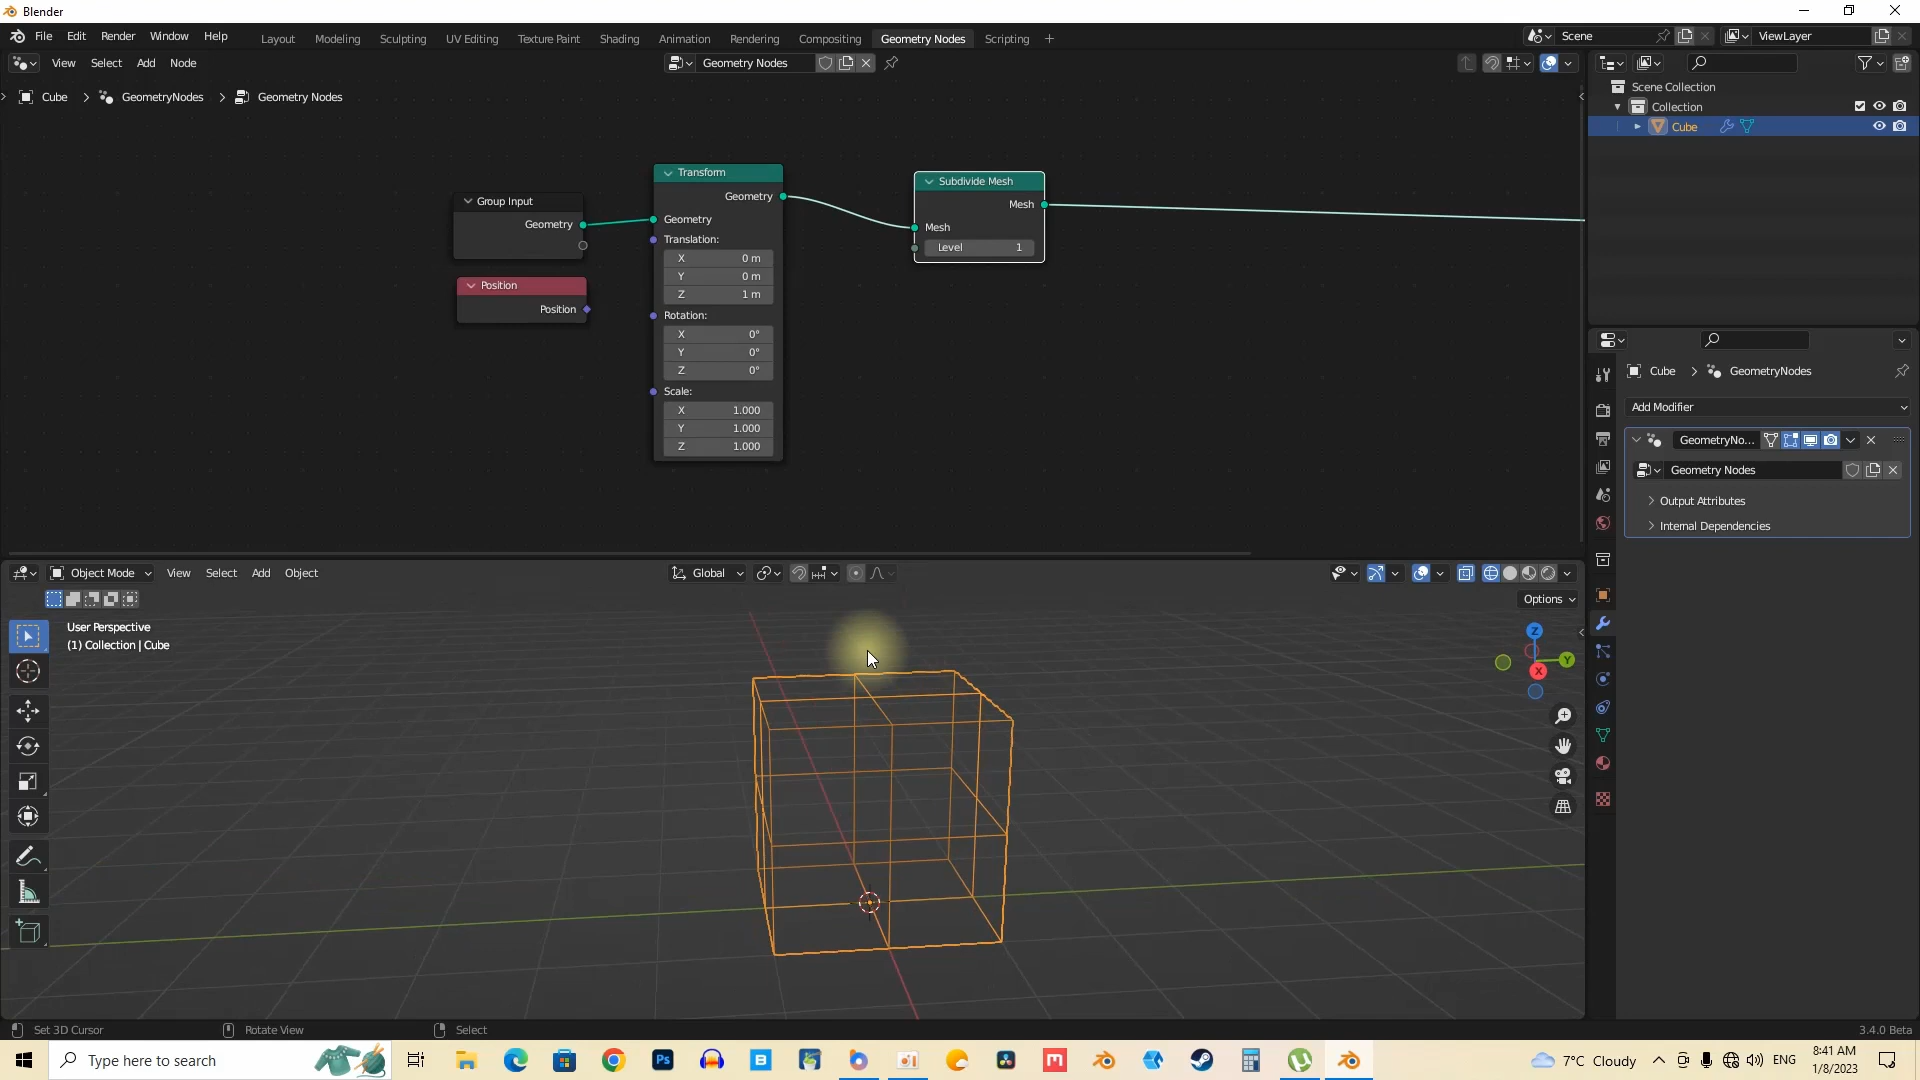 Blender
File Edit Render Window Help
Layout Modeling Sculpting UV Editing Texture Paint Shading Animation Rendering Compositing Geometry Nodes Scripting +
Scene
ViewLayer
View Select Add Node
Geometry Nodes
Cube > GeometryNodes > Geometry Nodes
Scene Collection
Collection
Cube
Group Input
Geometry
Position
Position
Transform
Geometry
Geometry
Translation:
X 0 m
Y 0 m
Z 1 m
Rotation:
X 0°
Y 0°
Z 0°
Scale:
X 1.000
Y 1.000
Z 1.000
Subdivide Mesh
Mesh
Mesh
Level 1
Cube > GeometryNodes
Add Modifier
GeometryNo...
Geometry Nodes
Output Attributes
Internal Dependencies
Object Mode View Select Add Object
Global
Options
User Perspective
(1) Collection | Cube
Z
Y
X
Set 3D Cursor Rotate View Select
3.4.0 Beta
Type here to search
Ps
B
M
7°C Cloudy
ENG
8:41 AM
1/8/2023